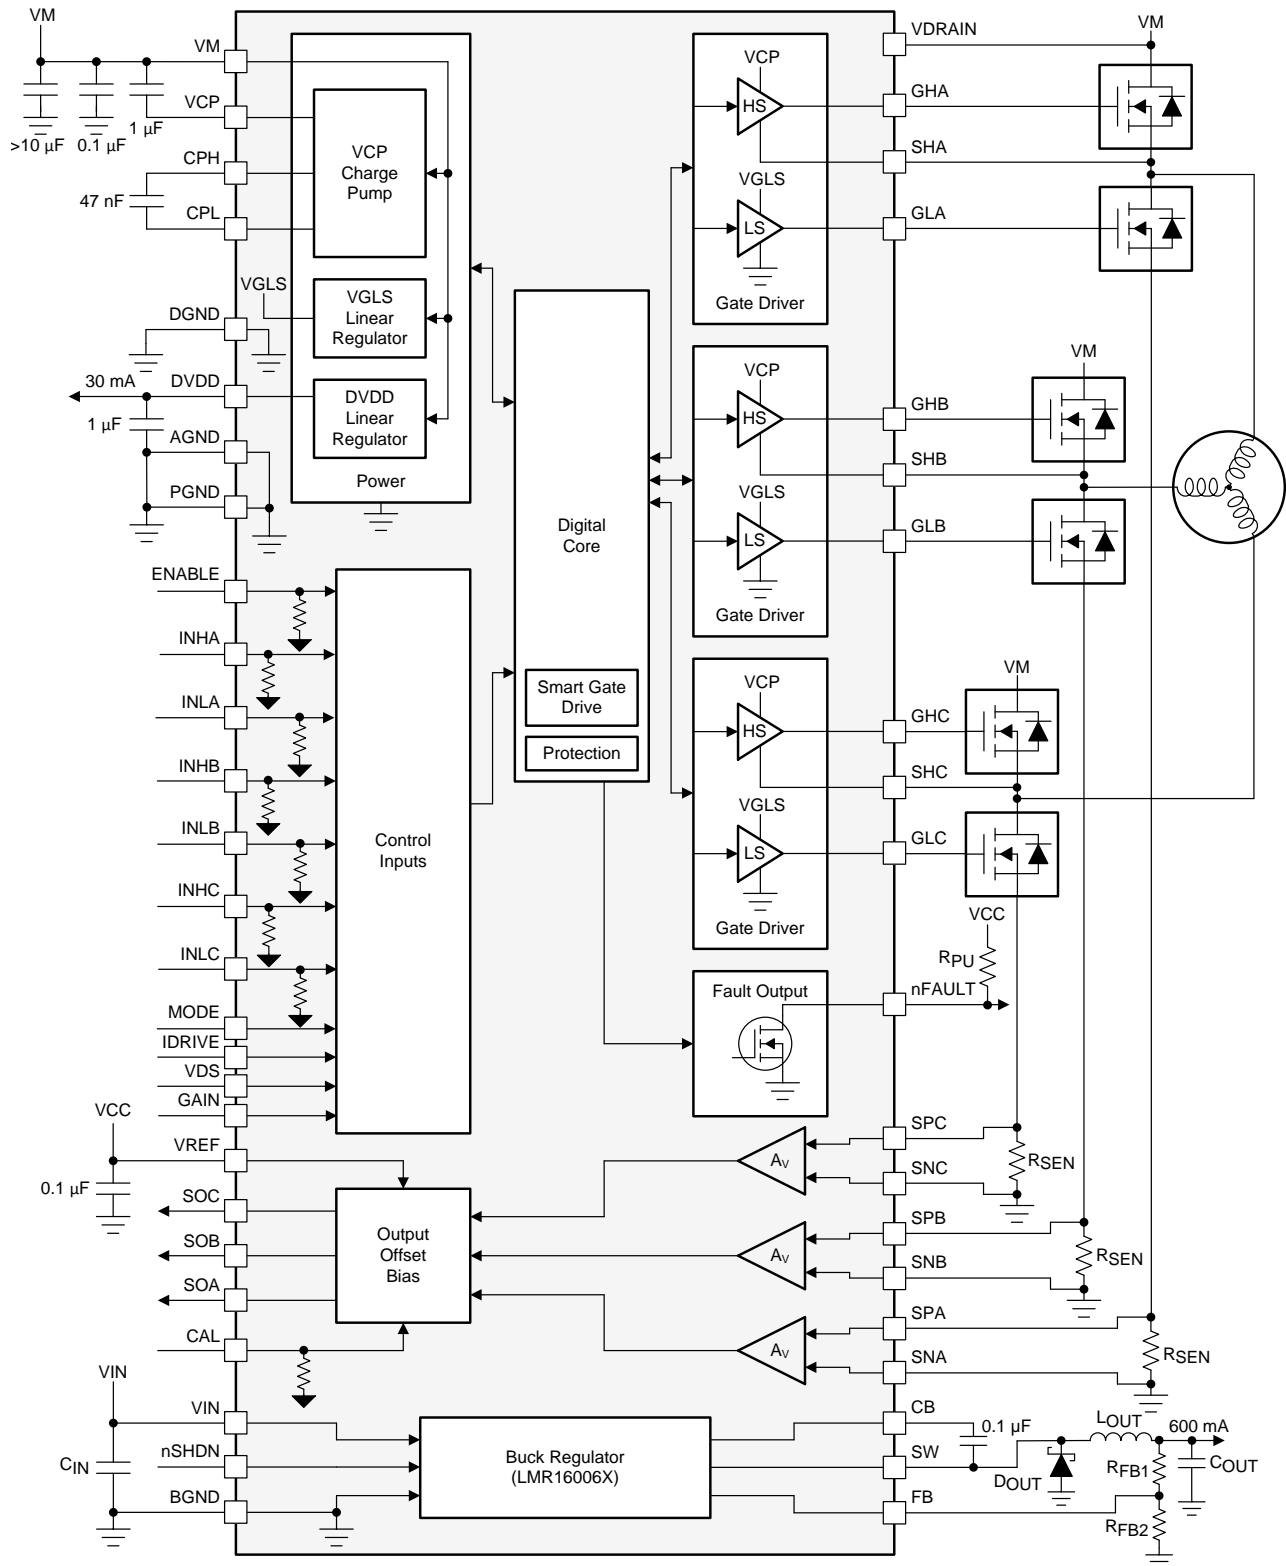 VM
VM
VCP
>10 µF
0.1 µF
1 µF
CPH
47 nF
CPL
VCP
Charge
Pump
VGLS
VGLS
Linear
Regulator
DGND
30 mA
DVDD
1 µF
DVDD
Linear
Regulator
AGND
PGND
Power
ENABLE
INHA
INLA
INHB
INLB
INHC
INLC
MODE
IDRIVE
VDS
GAIN
Control
Inputs
Digital
Core
Smart Gate
Drive
Protection
VCP
HS
VGLS
LS
Gate Driver
VCP
HS
VGLS
LS
Gate Driver
VCP
HS
VGLS
LS
Gate Driver
VDRAIN
VM
GHA
SHA
GLA
VM
GHB
SHB
GLB
VM
GHC
SHC
GLC
VCC
RPU
Fault Output
nFAULT
VCC
VREF
0.1 µF
SOC
SOB
SOA
CAL
Output
Offset
Bias
AV
AV
AV
SPC
SNC
RSEN
SPB
SNB
RSEN
SPA
SNA
RSEN
VIN
VIN
nSHDN
CIN
BGND
Buck Regulator
(LMR16006X)
CB
0.1 µF
SW
FB
DOUT
LOUT
600 mA
RFB1
COUT
RFB2